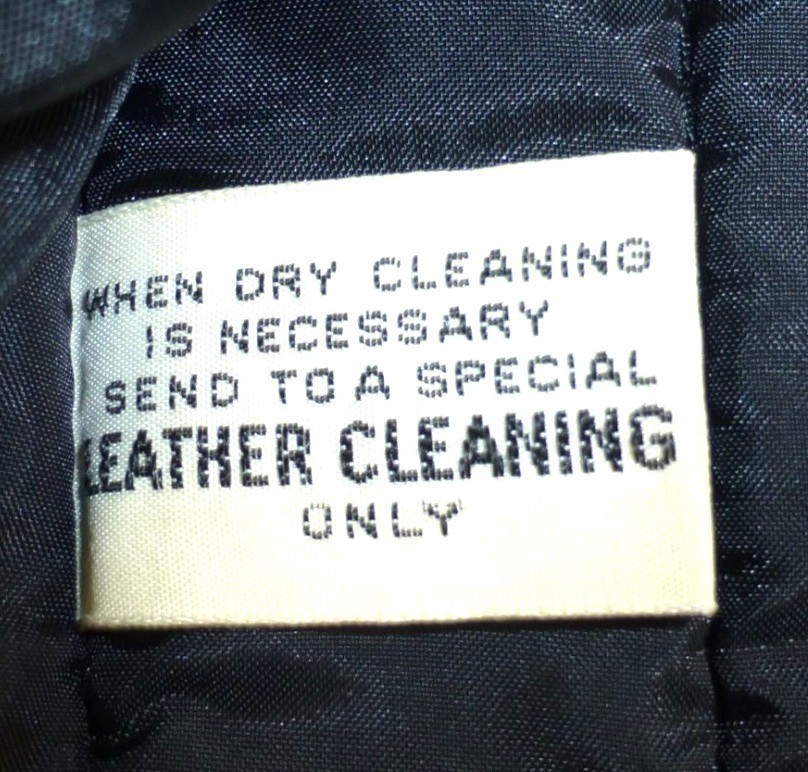 WHEN DRY CLEANING
IS NECESSARY
SEND TO A SPECIAL
LEATHER CLEANING
ONLY